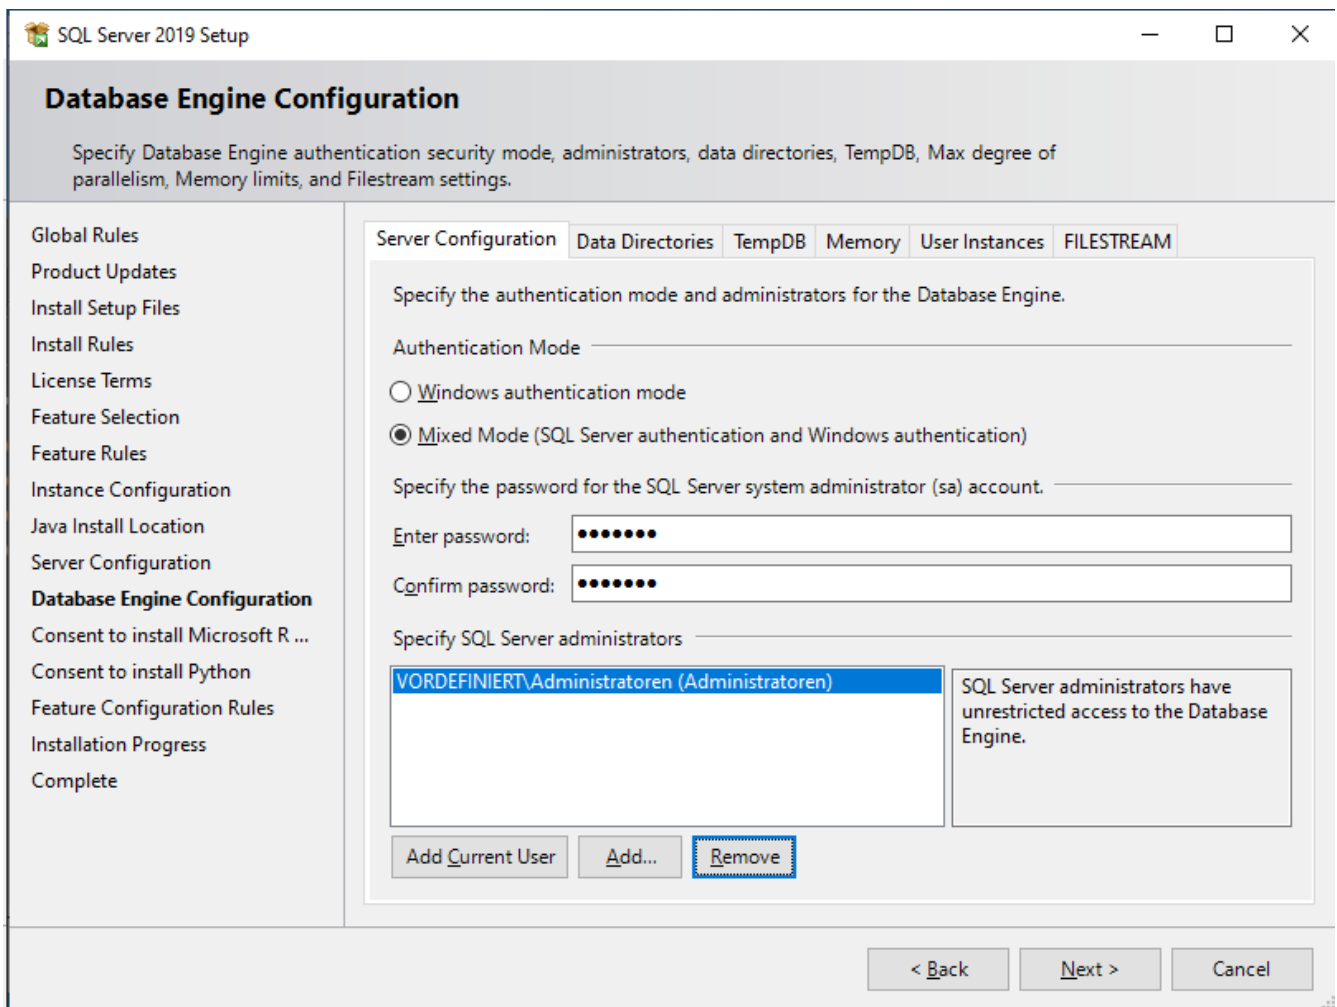 SQL Server 2019 Setup
Database Engine Configuration
Specify Database Engine authentication security mode, administrators, data directories, TempDB, Max degree of
parallelism, Memory limits, and Filestream settings.
Global Rules
Product Updates
Install Setup Files
Install Rules
License Terms
Feature Selection
Feature Rules
Instance Configuration
Java Install Location
Server Configuration
Database Engine Configuration
Consent to install Microsoft R ...
Consent to install Python
Feature Configuration Rules
Installation Progress
Complete
Server Configuration Data Directories TempDB Memory User Instances FILESTREAM
Specify the authentication mode and administrators for the Database Engine.
Authentication Mode
Windows authentication mode
Mixed Mode (SQL Server authentication and Windows authentication)
Specify the password for the SQL Server system administrator (sa) account.
Enter password: ●●●●●●●
Confirm password: ●●●●●●●
Specify SQL Server administrators
VORDEFINIERT\Administratoren (Administratoren)
SQL Server administrators have
unrestricted access to the Database
Engine.
Add Current User Add... Remove
< Back Next > Cancel